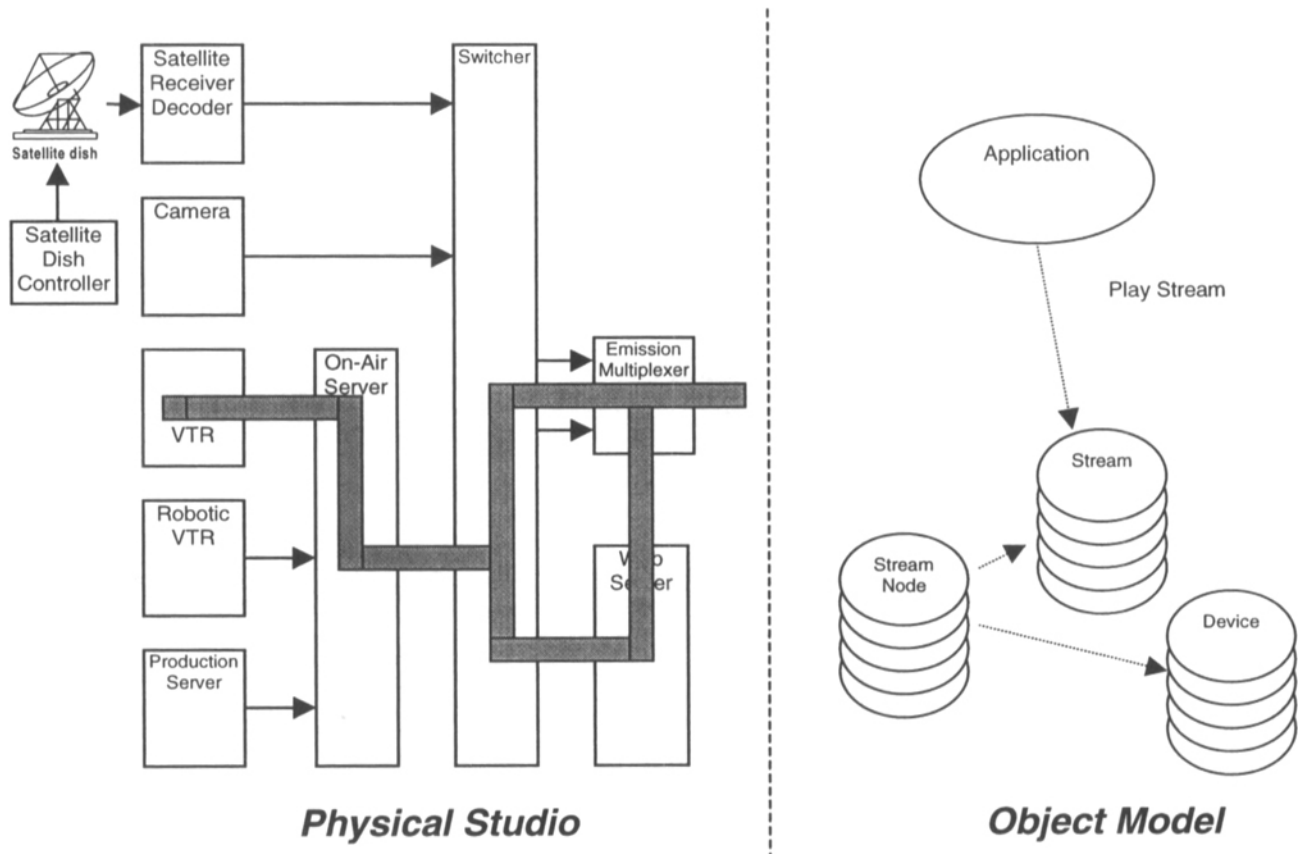 Satellite
Receiver
Decoder
Switcher
Satellite dish
Camera
Satellite
Dish
Controller
VTR
On-Air
Server
Emission
Multiplexer
Robotic
VTR
Production
Server
Physical Studio
Application
Play Stream
Stream
Stream
Node
Device
Object Model